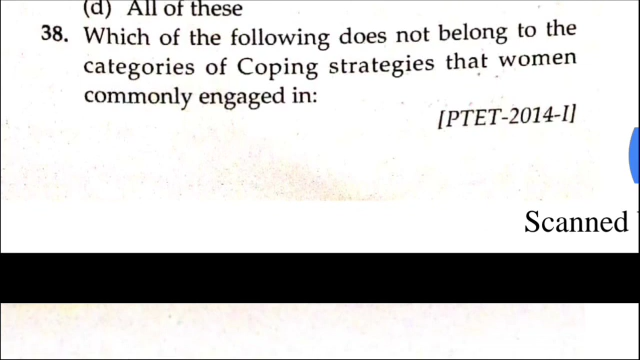 (d) All of these
38. Which of the following does not belong to the
categories of Coping strategies that women
commonly engaged in:
[PTET-2014-I]
Scanned